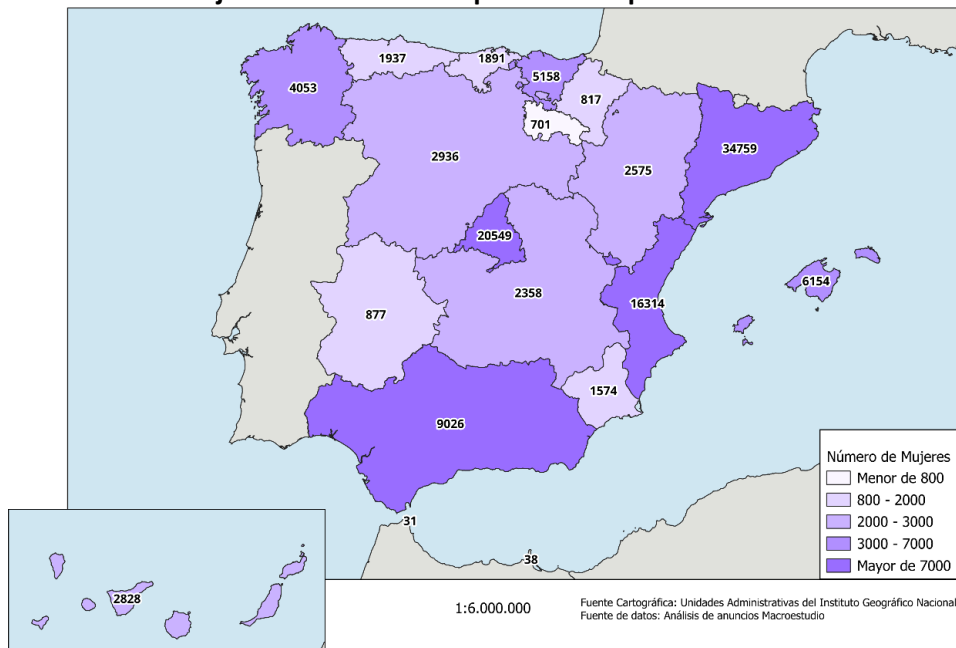 1937
1891
5158
4053
817
701
2936
34759
2575
20549
6154
2358
16314
877
1574
9026
31
38
2828
Número de Mujeres
Menor de 800
800 - 2000
2000 - 3000
3000 - 7000
Mayor de 7000
1:6.000.000
Fuente Cartográfica: Unidades Administrativas del Instituto Geográfico Nacional
Fuente de datos: Análisis de anuncios Macroestudio